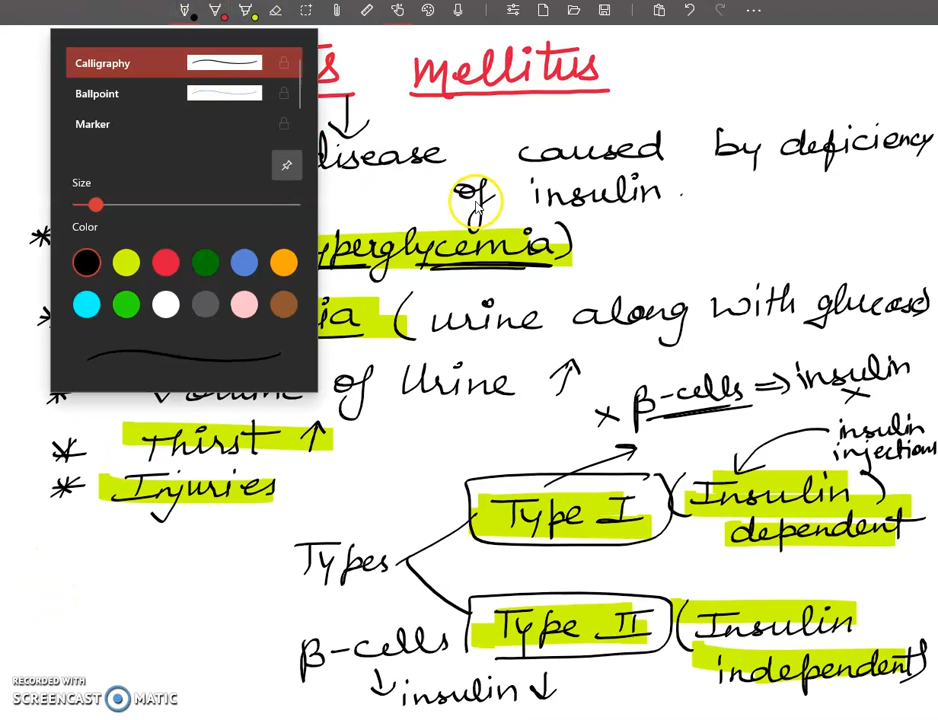 s mellitus
Calligraphy
Ballpoint
Marker
Size
Color
disease caused by deficiency
of insulin.
* yperglycemia)
* ia (urine along with glucose)
* Volume of Urine ↑
* Thirst ↑
* Injuries
× β-cells => insulin ×
insulin
injections
Type I (Insulin
dependent
Types
Type II (Insulin
independent)
β-cells
↓ insulin ↓
RECORDED WITH
SCREENCAST MATIC